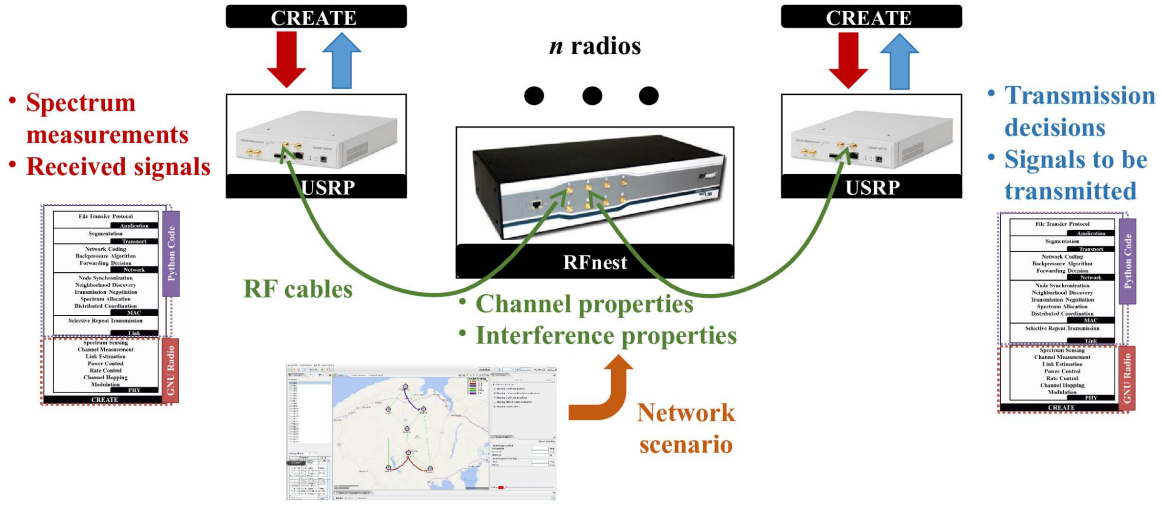 CREATE
n radios
CREATE
• Spectrum
measurements
• Received signals
USRP
USRP
• Transmission
decisions
• Signals to be
transmitted
RFnest
RF cables
• Channel properties
• Interference properties
Network
scenario
File Transfer Protocol
Application
Segmentation
Transport
Network Coding
Backpressure Algorithm
Forwarding Decision
Network
Node Synchronization
Neighborhood Discovery
Transmission Negotiation
Spectrum Allocation
Distributed Coordination
MAC
Selective Repeat Transmission
Link
Spectrum Sensing
Channel Measurement
Link Estimation
Power Control
Rate Control
Channel Hopping
Modulation
PHY
CREATE
Python Code
GNU Radio
File Transfer Protocol
Application
Segmentation
Transport
Network Coding
Backpressure Algorithm
Forwarding Decision
Network
Node Synchronization
Neighborhood Discovery
Transmission Negotiation
Spectrum Allocation
Distributed Coordination
MAC
Selective Repeat Transmission
Link
Spectrum Sensing
Channel Measurement
Link Estimation
Power Control
Rate Control
Channel Hopping
Modulation
PHY
CREATE
Python Code
GNU Radio